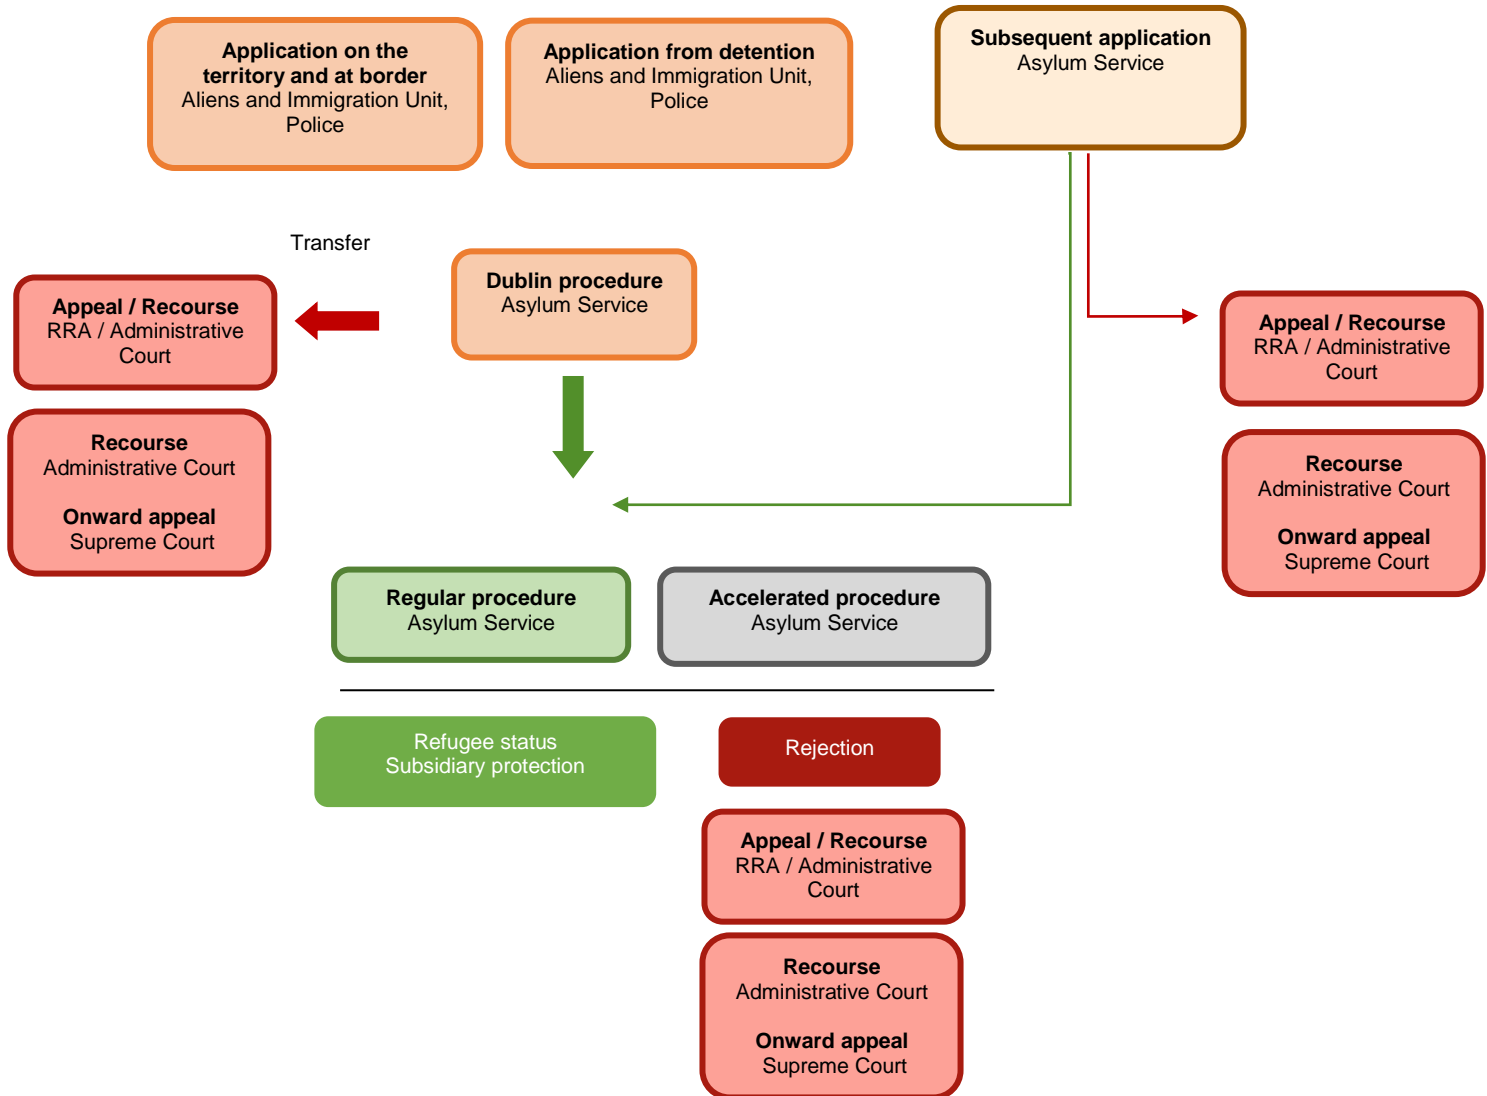 Application on the
territory and at border
Aliens and Immigration Unit,
Police
Application from detention
Aliens and Immigration Unit,
Police
Subsequent application
Asylum Service
Transfer
Dublin procedure
Asylum Service
Appeal / Recourse
RRA / Administrative
Court
Recourse
Administrative Court
Onward appeal
Supreme Court
Appeal / Recourse
RRA / Administrative
Court
Recourse
Administrative Court
Onward appeal
Supreme Court
Regular procedure
Asylum Service
Accelerated procedure
Asylum Service
Refugee status
Subsidiary protection
Rejection
Appeal / Recourse
RRA / Administrative
Court
Recourse
Administrative Court
Onward appeal
Supreme Court